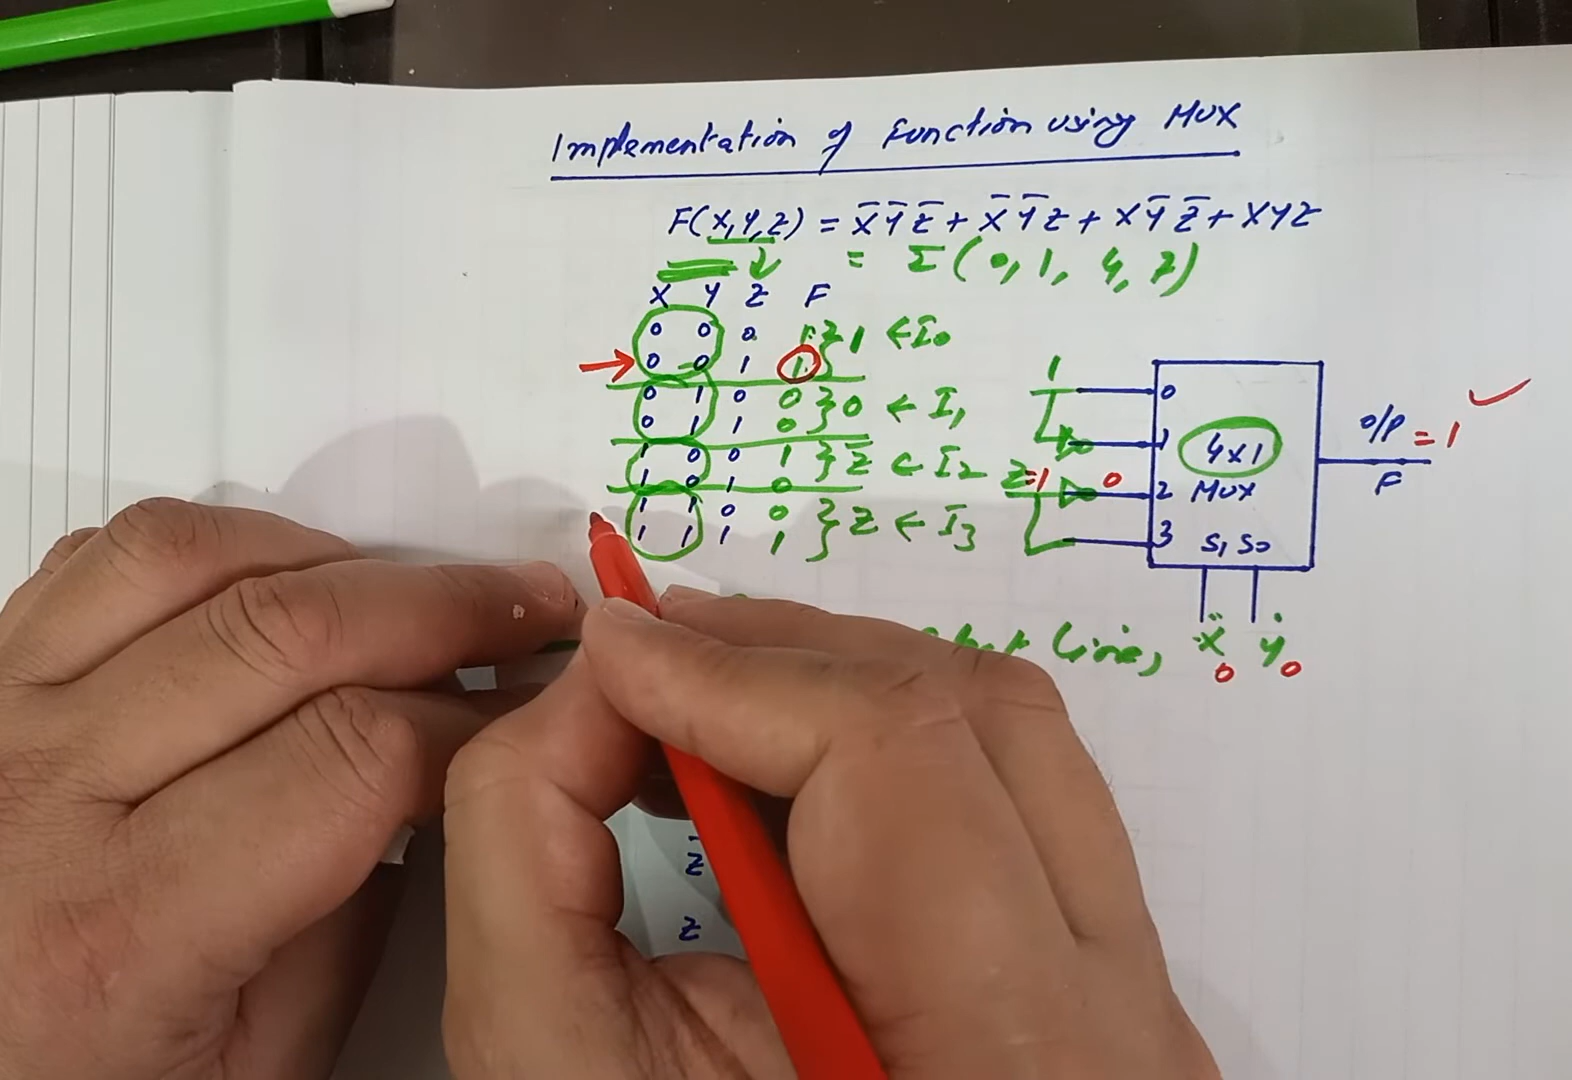 Implementation of Function using MUX
F(X,Y,Z) = X̅ Y̅ Z̅ + X̅ Y̅ Z + X Y̅ Z̅ + XYZ
= Σ(0, 1, 4, 7)
X Y Z F
0 0 0 1 } 1 ← I0
→ 0 0 1 1
0 1 0 0 } 0 ← I1
0 1 1 0
1 0 0 1 } Z̅ ← I2
1 0 1 0
1 1 0 0 } Z ← I3
1 1 1 1
1
0
1
4x1
Z=1 0 2 MUX
3 S1 S0
O/P = 1
F
Line,
X Y
0 0
Z̅
Z